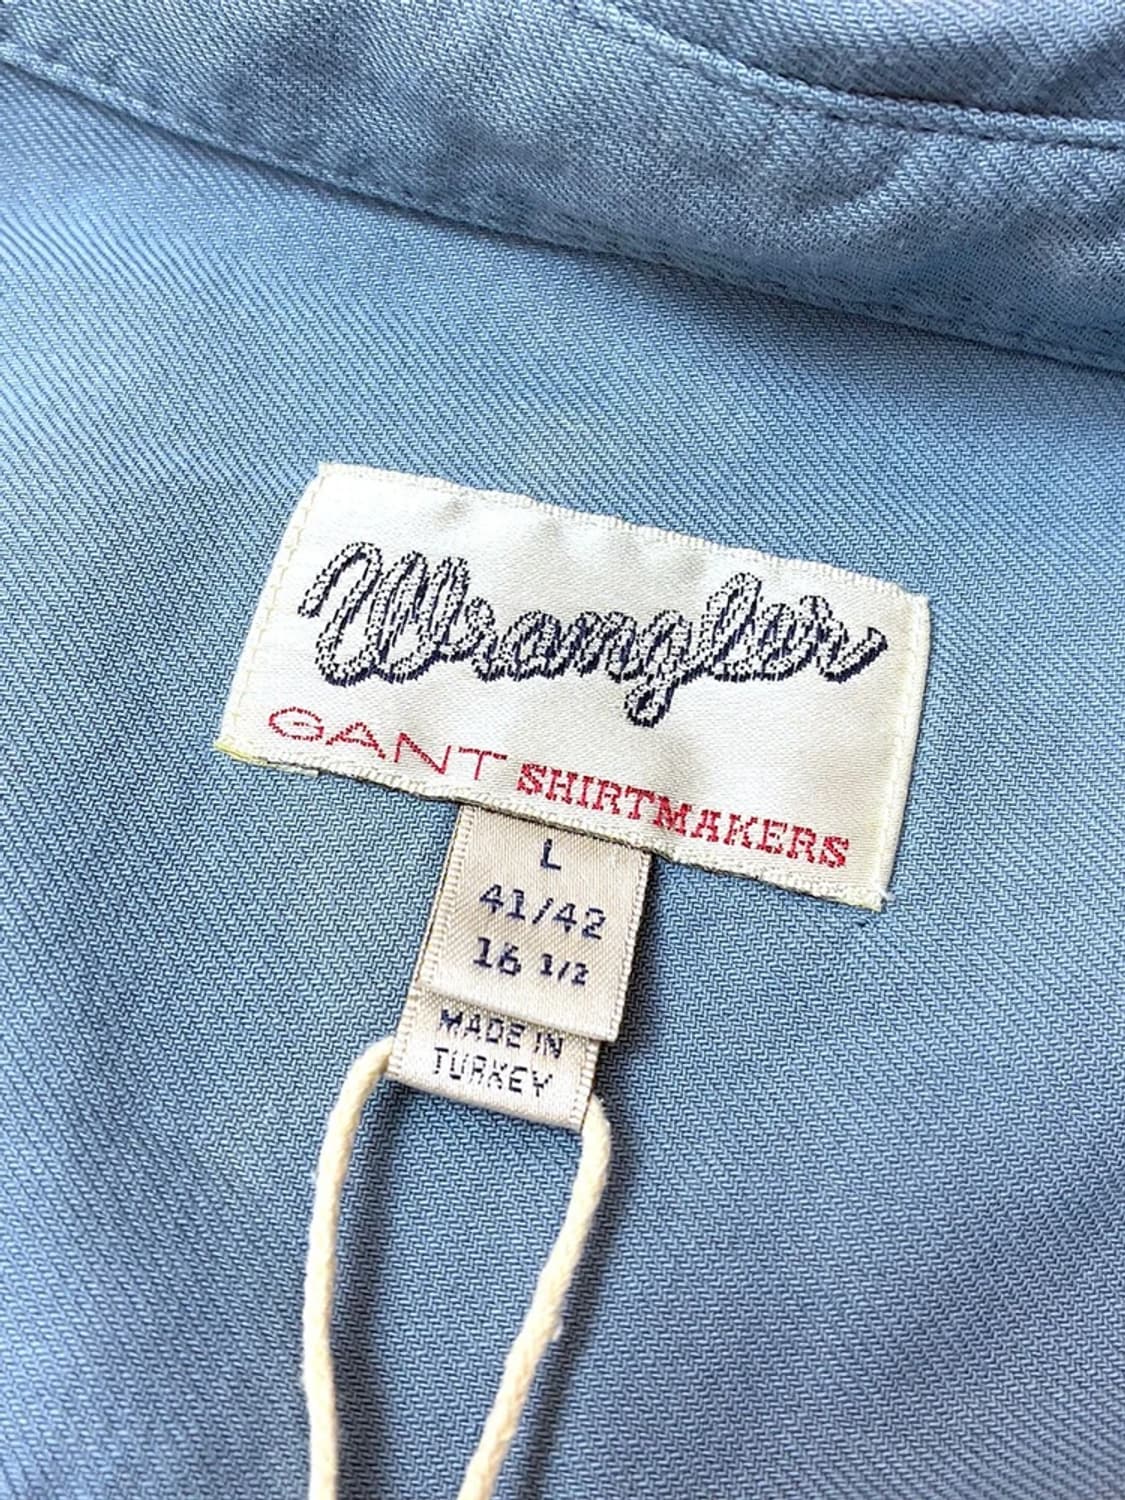 Wrangler
GANT SHIRTMAKERS
L
41/42
16 1/2
MADE IN
TURKEY